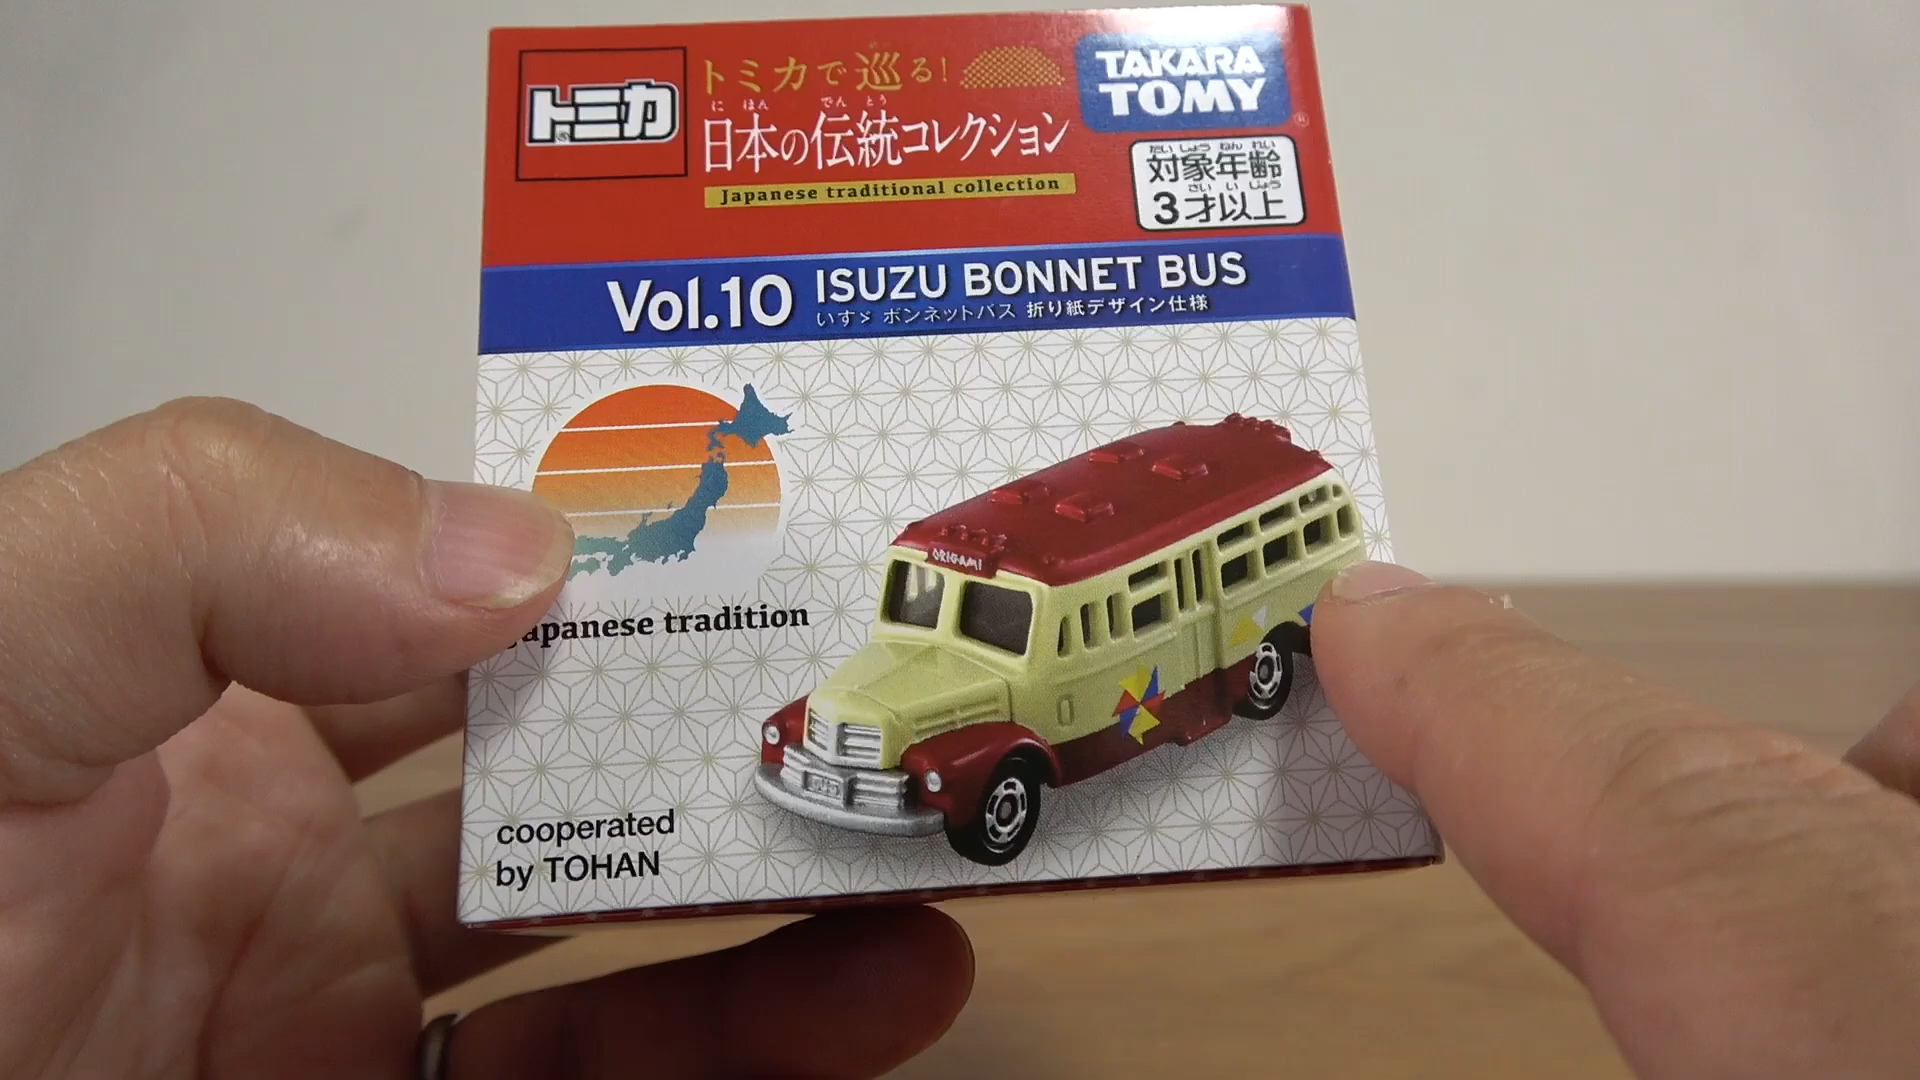 トミカ
トミカで巡る!
にほん でんとう
日本の伝統コレクション
Japanese traditional collection
TAKARA
TOMY
たいしょうねんれい
対象年齢
さいいじょう
3才以上
Vol.10 ISUZU BONNET BUS
いすゞ ボンネットバス 折り紙デザイン仕様
ORIGAMI
Japanese tradition
cooperated
by TOHAN